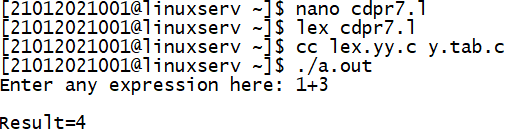 [21012021001@linuxserv ~]$ nano cdpr7.l
[21012021001@linuxserv ~]$ lex cdpr7.l
[21012021001@linuxserv ~]$ cc lex.yy.c y.tab.c
[21012021001@linuxserv ~]$ ./a.out
Enter any expression here: 1+3
Result=4